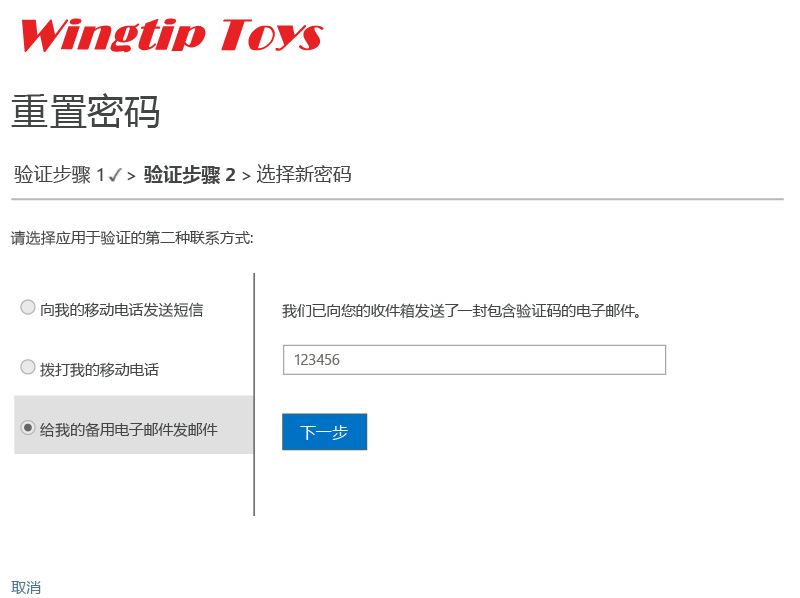 Wingtip Toys
重置密码
验证步骤 1✓ > 验证步骤 2 > 选择新密码
请选择应用于验证的第二种联系方式:
向我的移动电话发送短信
拨打我的移动电话
给我的备用电子邮件发邮件
我们已向您的收件箱发送了一封包含验证码的电子邮件。
123456
下一步
取消